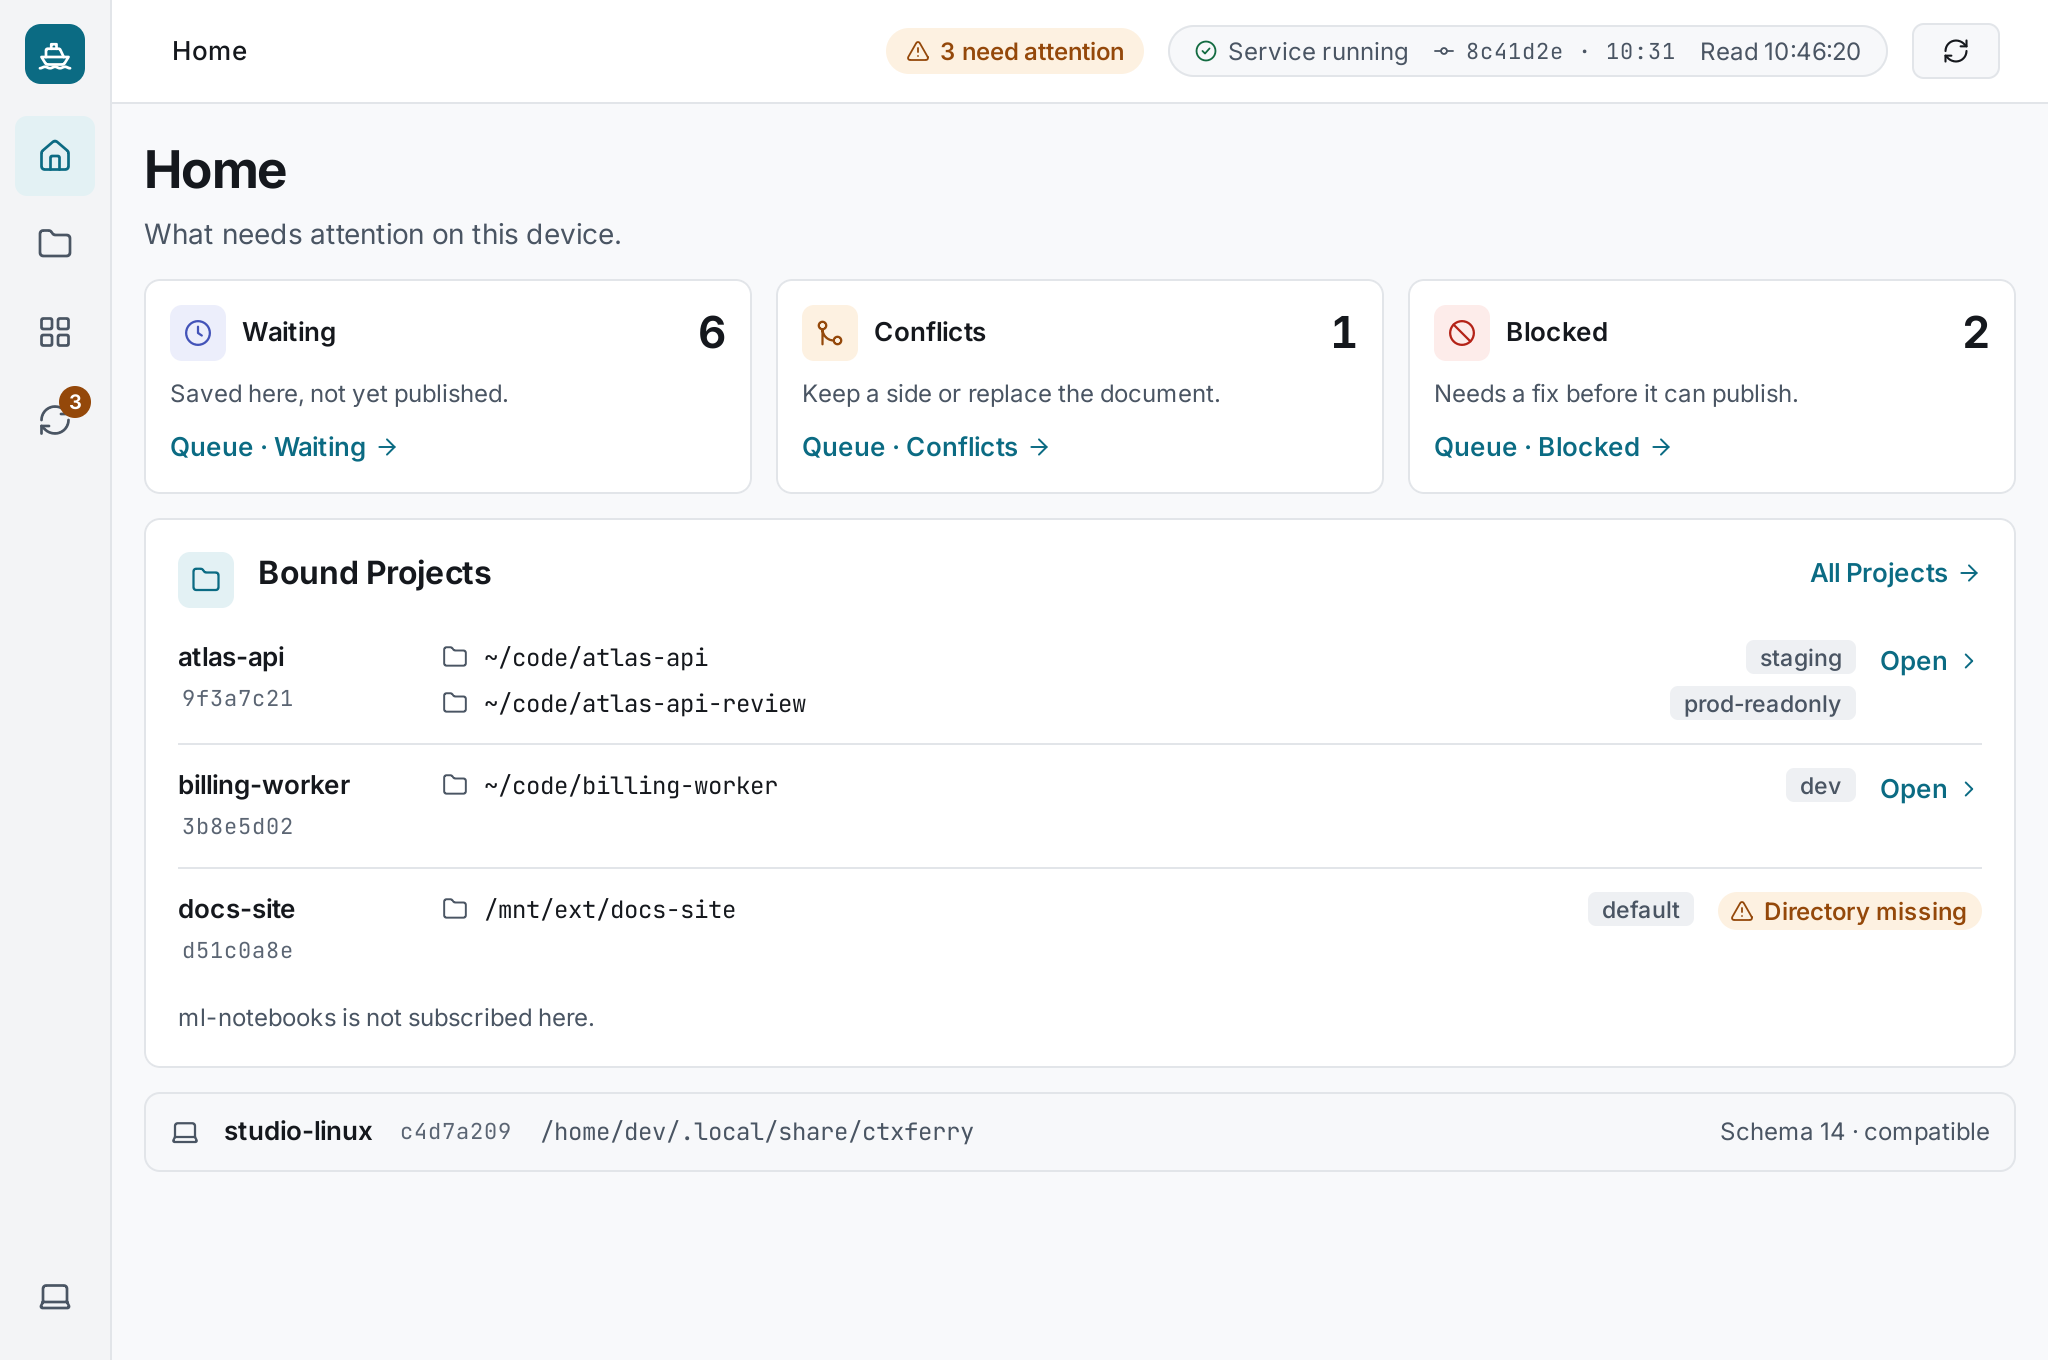 Home
3 need attention
Service running 8c41d2e · 10:31 Read 10:46:20
3
Home
What needs attention on this device.
Waiting 6
Saved here, not yet published.
Queue · Waiting
Conflicts 1
Keep a side or replace the document.
Queue · Conflicts
Blocked 2
Needs a fix before it can publish.
Queue · Blocked
Bound Projects
All Projects
atlas-api ~/code/atlas-api staging Open
9f3a7c21 ~/code/atlas-api-review prod-readonly
billing-worker ~/code/billing-worker dev Open
3b8e5d02
docs-site /mnt/ext/docs-site default Directory missing
d51c0a8e
ml-notebooks is not subscribed here.
studio-linux c4d7a209 /home/dev/.local/share/ctxferry Schema 14 · compatible